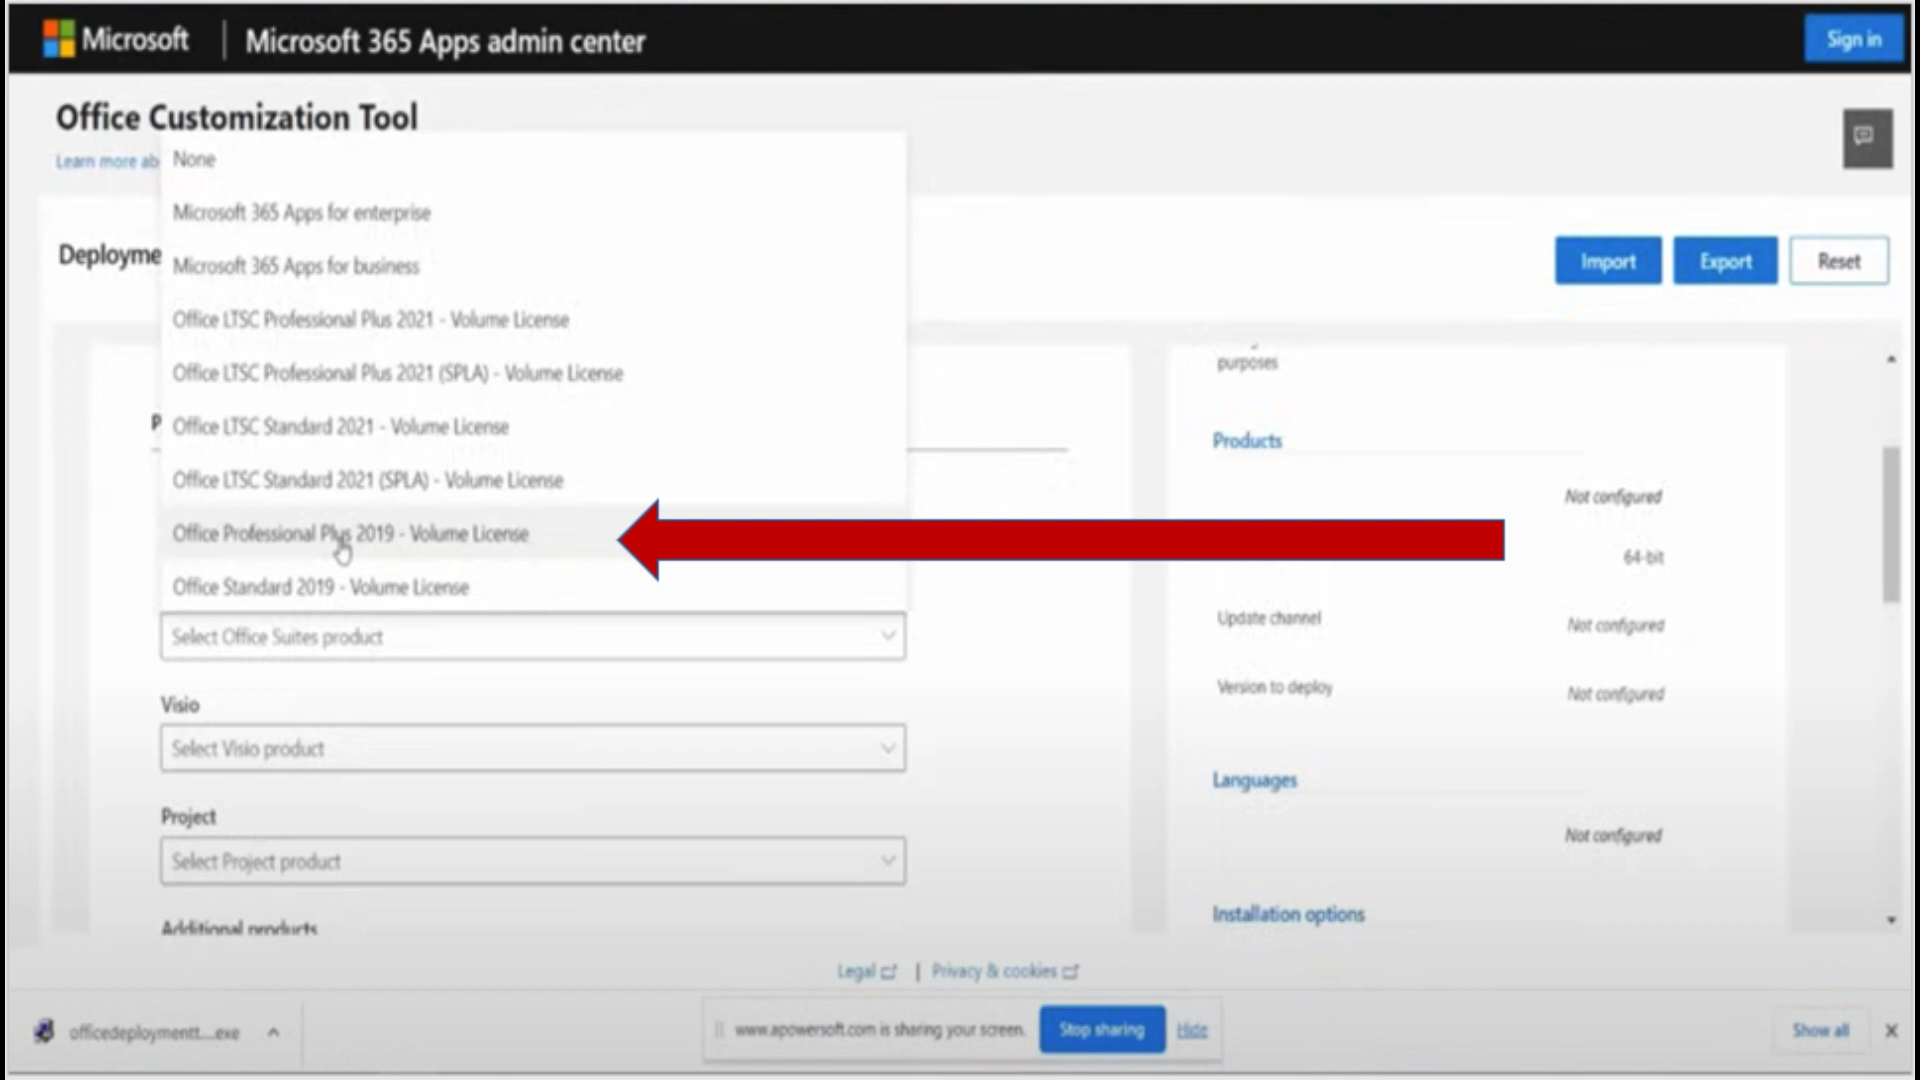 Microsoft | Microsoft 365 Apps admin center
Sign in
Office Customization Tool
Learn more ab
None
Microsoft 365 Apps for enterprise
Deployme
Microsoft 365 Apps for business
Import
Export
Reset
Office LTSC Professional Plus 2021 - Volume License
Office LTSC Professional Plus 2021 (SPLA) - Volume License
P
Office LTSC Standard 2021 - Volume License
Office LTSC Standard 2021 (SPLA) - Volume License
Office Professional Plus 2019 - Volume License
Office Standard 2019 - Volume License
Select Office Suites product
Visio
Select Visio product
Project
Select Project product
Additional products
purposes
Products
Not configured
64-bit
Update channel
Not configured
Version to deploy
Not configured
Languages
Not configured
Installation options
Legal | Privacy & cookies
officedeploymentt....exe
www.apowersoft.com is sharing your screen.
Stop sharing
Hide
Show all